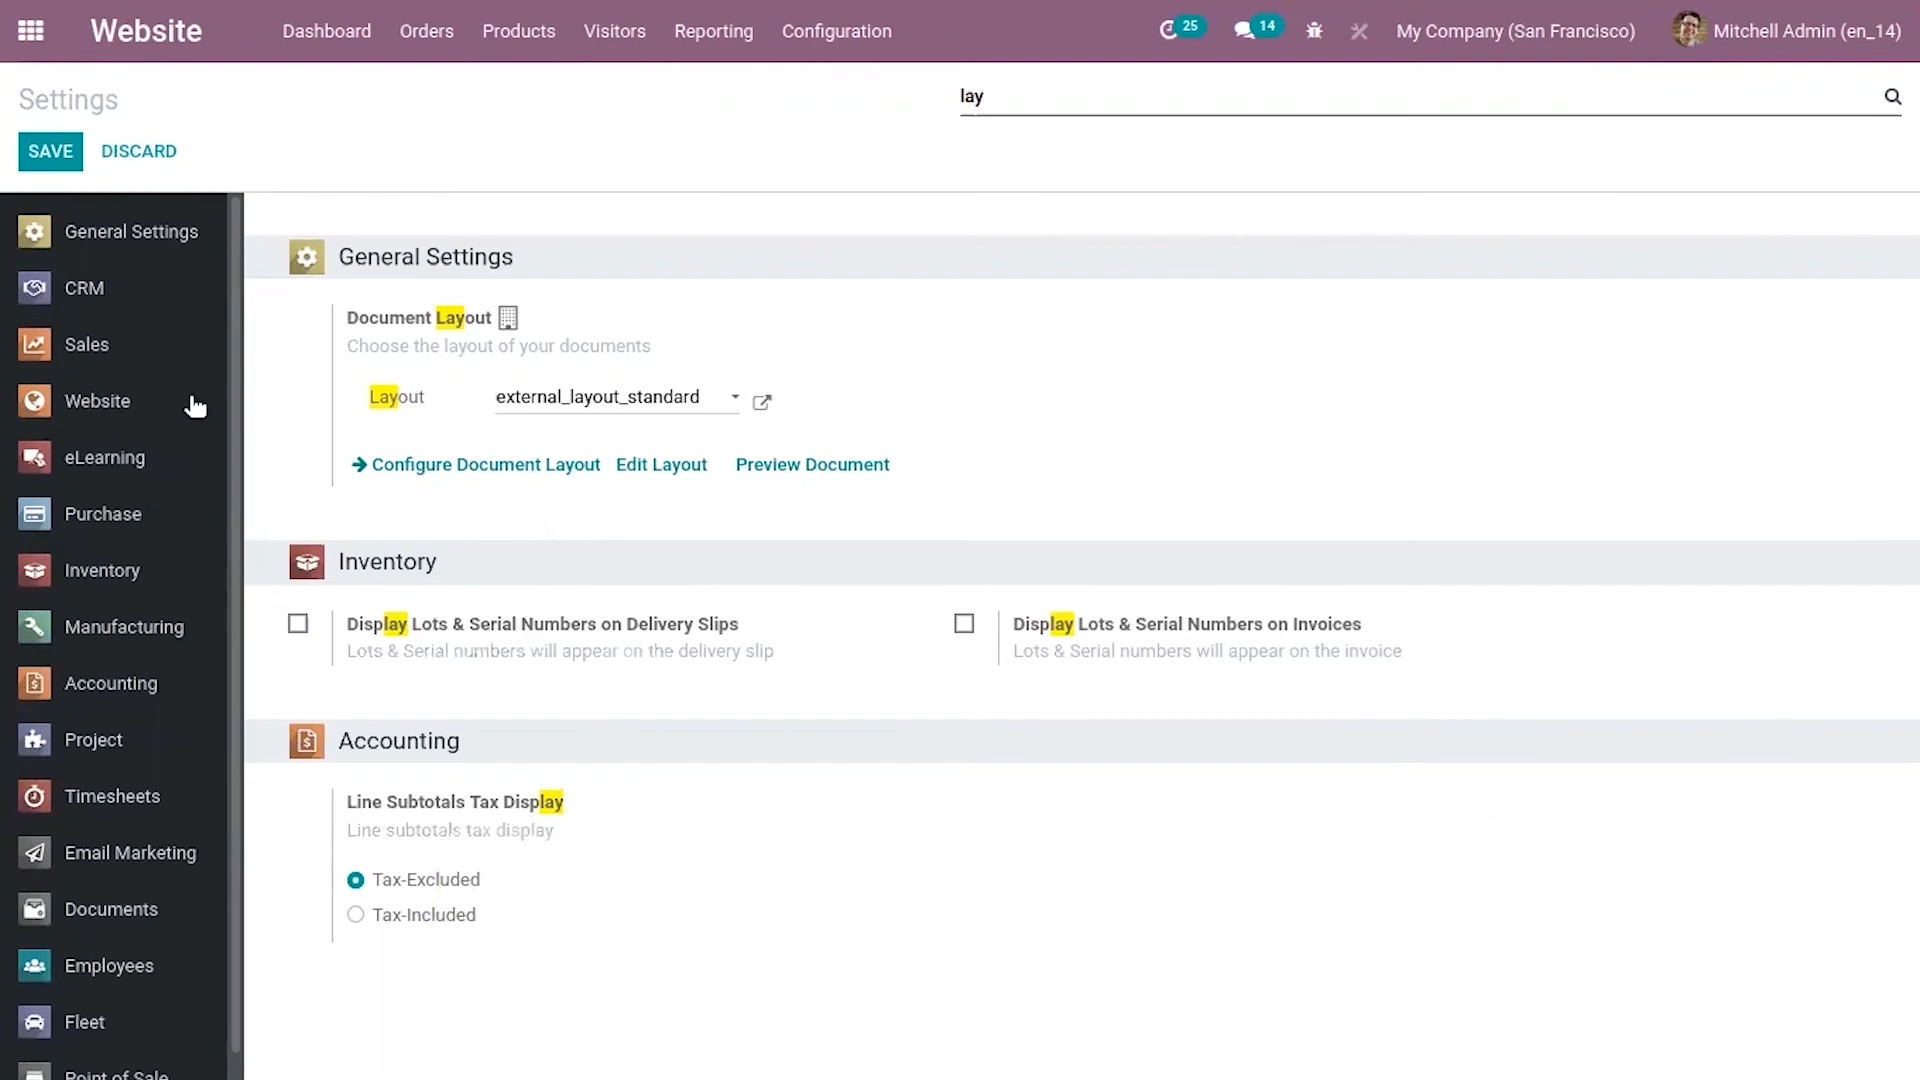 Website
Dashboard
Orders
Products
Visitors
Reporting
Configuration
25
14
My Company (San Francisco)
Mitchell Admin (en_14)
Settings
lay
SAVE
DISCARD
General Settings
CRM
Sales
Website
eLearning
Purchase
Inventory
Manufacturing
Accounting
Project
Timesheets
Email Marketing
Documents
Employees
Fleet
Point of Sale
General Settings
Document Layout
Choose the layout of your documents
Layout
external_layout_standard
Configure Document Layout
Edit Layout
Preview Document
Inventory
Display Lots & Serial Numbers on Delivery Slips
Lots & Serial numbers will appear on the delivery slip
Display Lots & Serial Numbers on Invoices
Lots & Serial numbers will appear on the invoice
Accounting
Line Subtotals Tax Display
Line subtotals tax display
Tax-Excluded
Tax-Included